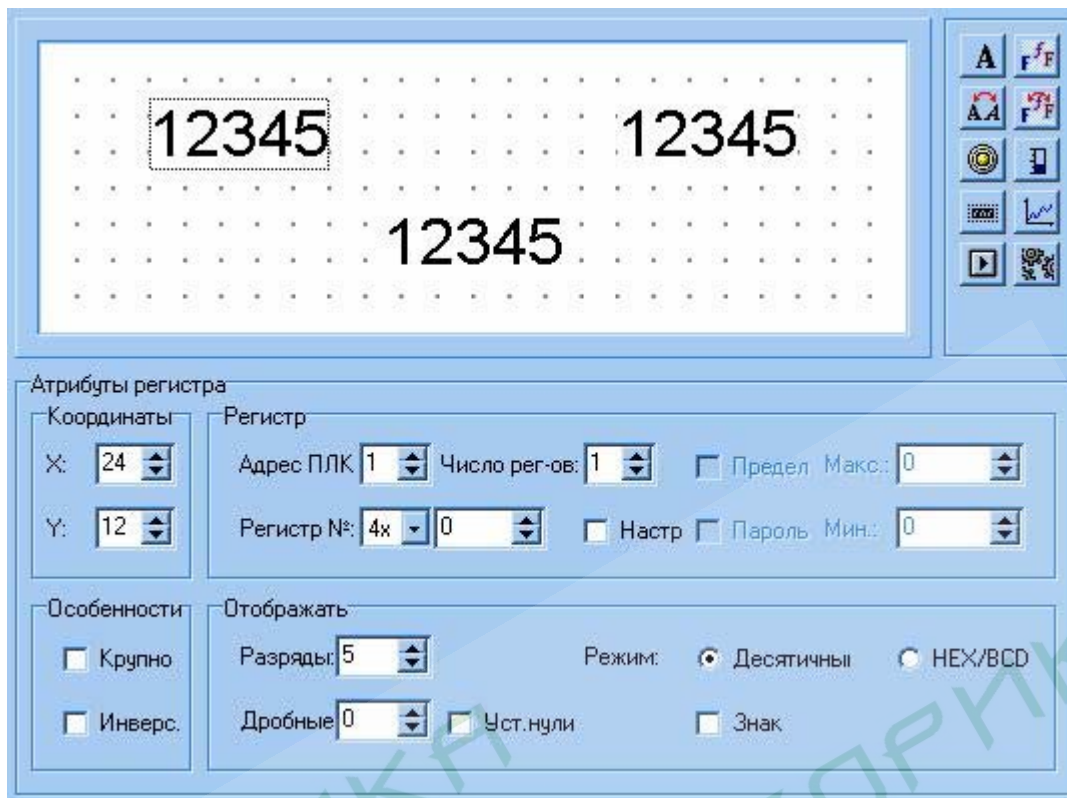 12345 12345
12345
A F f F
A A F F
Атрибуты регистра
Координаты
X: 24
Y: 12
Регистр
Адрес ПЛК 1 Число рег-ов: 1 Предел Макс.: 0
Регистр №: 4x 0 Настр Пароль Мин.: 0
Особенности
Крупно
Инверс.
Отображать
Разряды: 5 Режим: Десятичны HEX/BCD
Дробные 0 Уст.нули Знак